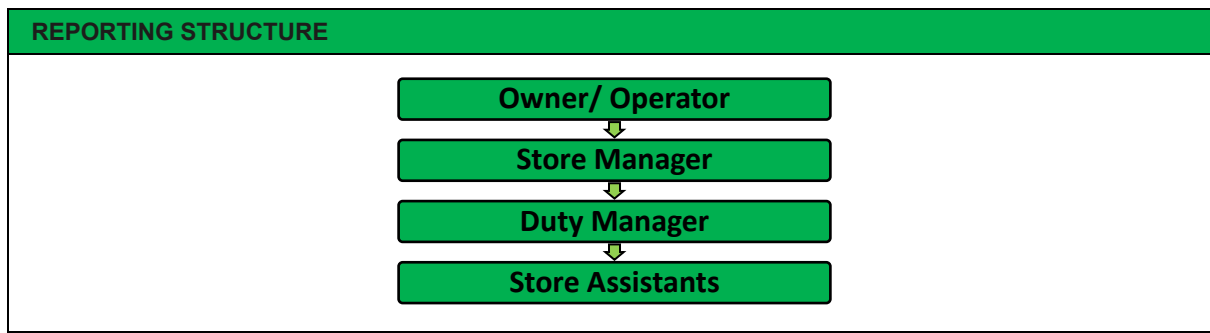 REPORTING STRUCTURE
Owner/ Operator
Store Manager
Duty Manager
Store Assistants